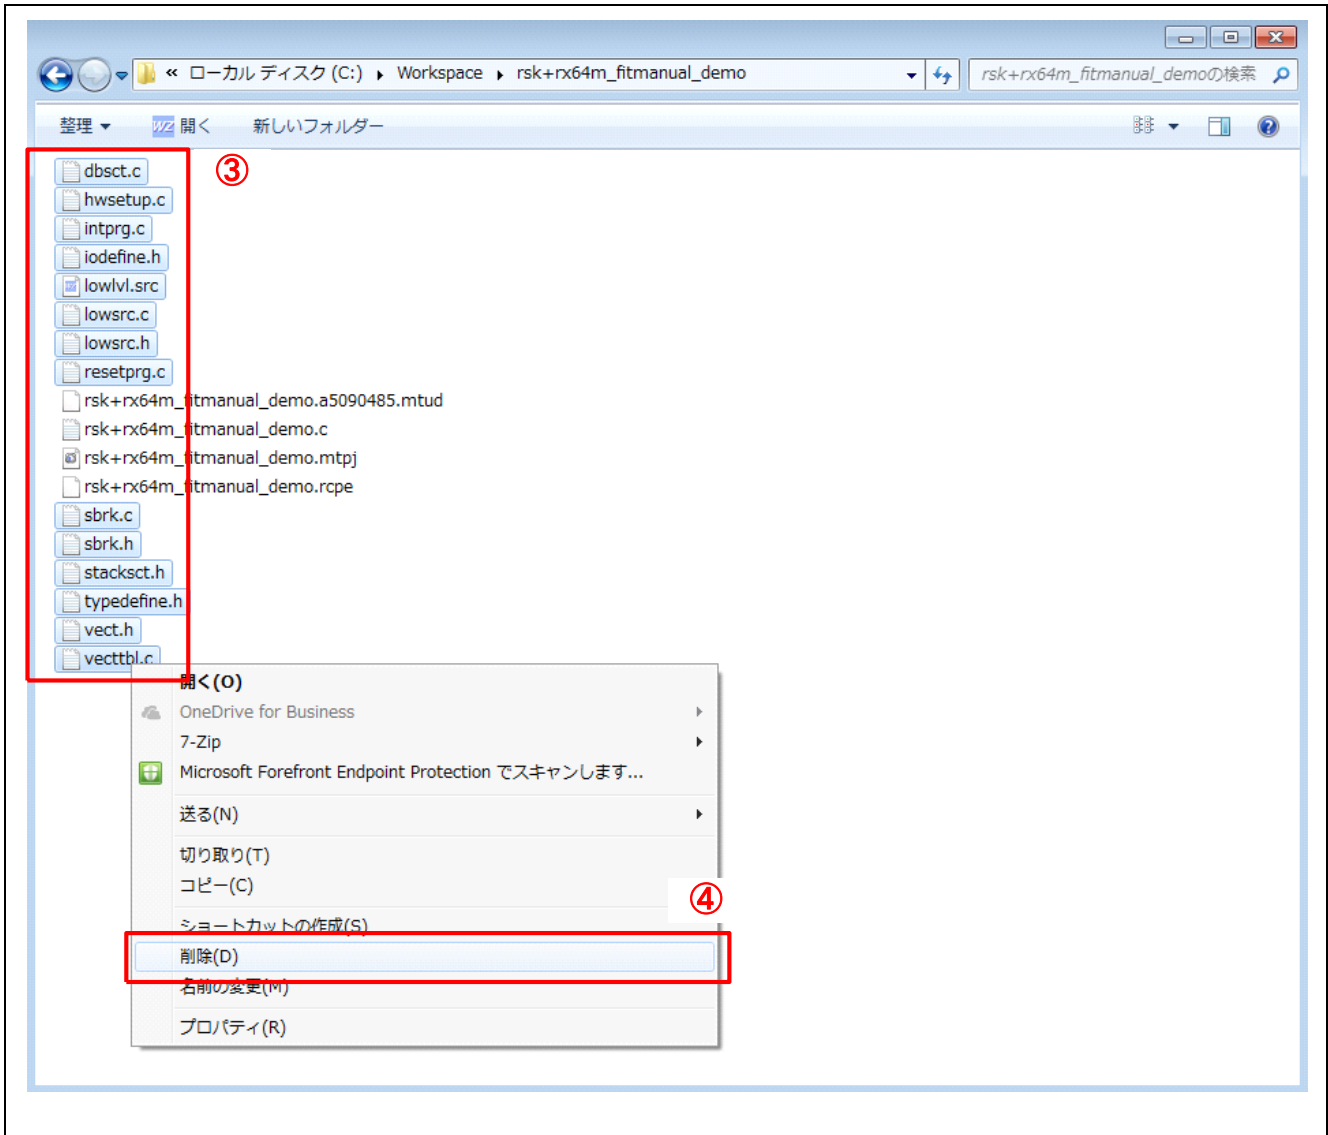 « ローカル ディスク (C:) ▸ Workspace ▸ rsk+rx64m_fitmanual_demo
rsk+rx64m_fitmanual_demoの検索
整理 ▼ WZ 開く 新しいフォルダー
③
dbsct.c
hwsetup.c
intprg.c
iodefine.h
lowlvl.src
lowsrc.c
lowsrc.h
resetprg.c
rsk+rx64m_fitmanual_demo.a5090485.mtud
rsk+rx64m_fitmanual_demo.c
rsk+rx64m_fitmanual_demo.mtpj
rsk+rx64m_fitmanual_demo.rcpe
sbrk.c
sbrk.h
stacksct.h
typedefine.h
vect.h
vecttbl.c
開く(O)
OneDrive for Business
7-Zip
Microsoft Forefront Endpoint Protection でスキャンします...
送る(N)
切り取り(T)
コピー(C)
④
ショートカットの作成(S)
削除(D)
名前の変更(M)
プロパティ(R)